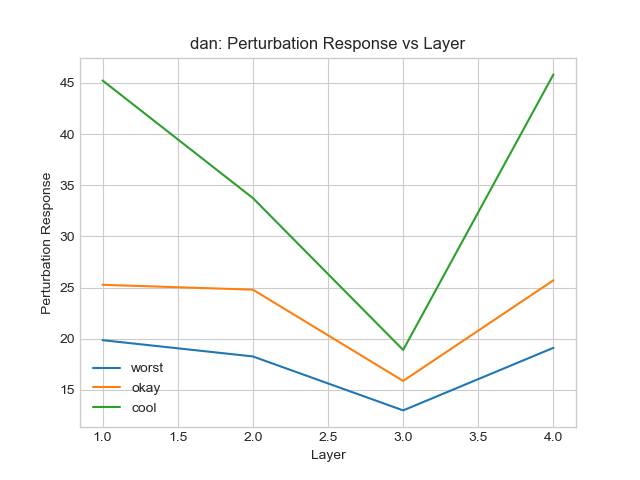 dan: Perturbation Response vs Layer
45
40
35
30
25
20
15
Perturbation Response
worst
okay
cool
1.0 1.5 2.0 2.5 3.0 3.5 4.0
Layer